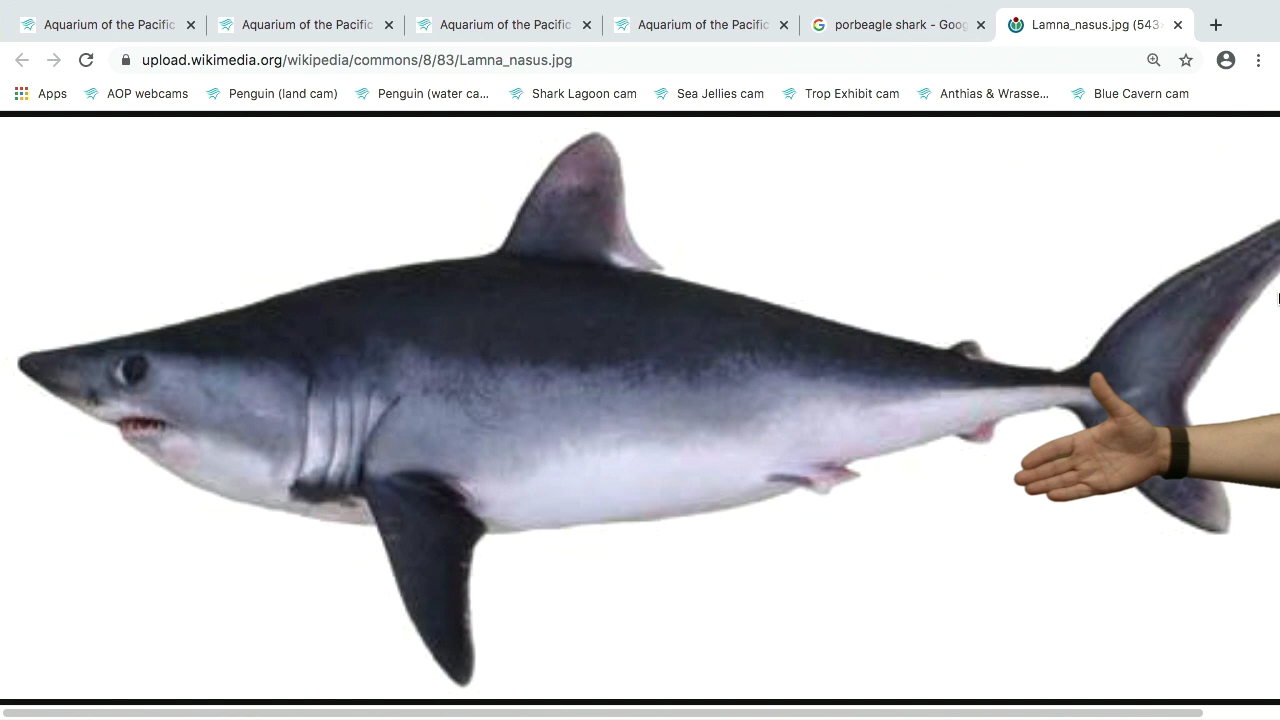 Aquarium of the Pacific Aquarium of the Pacific Aquarium of the Pacific Aquarium of the Pacific porbeagle shark - Goog Lamna_nasus.jpg (543
upload.wikimedia.org/wikipedia/commons/8/83/Lamna_nasus.jpg
Apps AOP webcams Penguin (land cam) Penguin (water ca... Shark Lagoon cam Sea Jellies cam Trop Exhibit cam Anthias & Wrasse... Blue Cavern cam